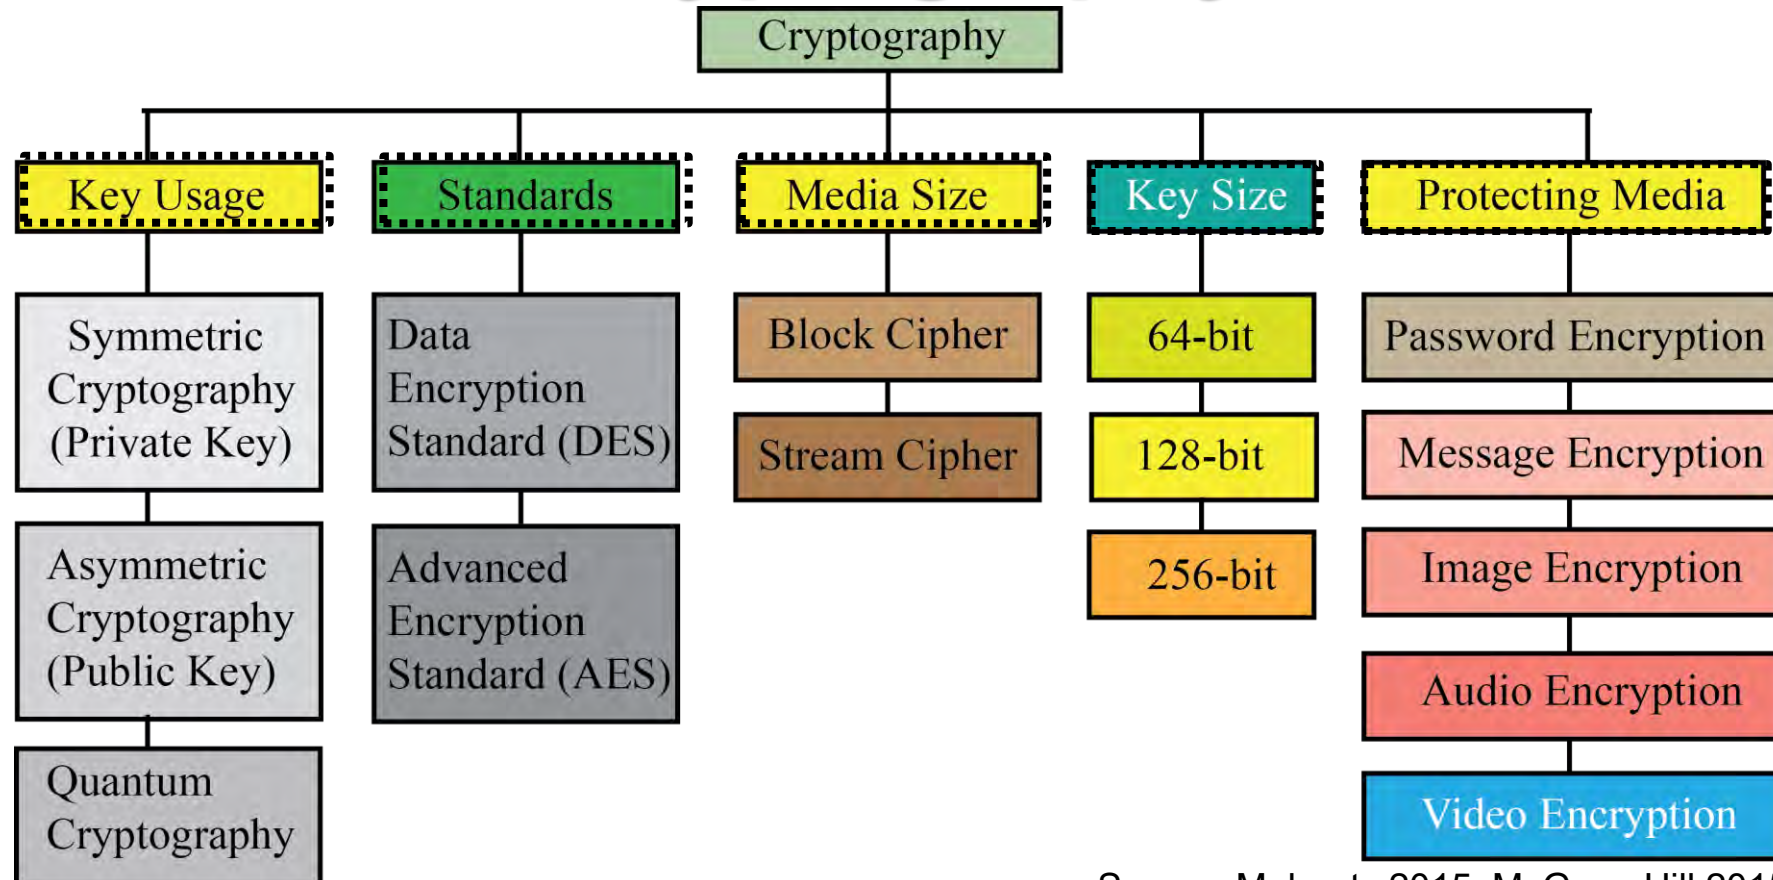 Cryptography
Key Usage
Symmetric
Cryptography
(Private Key)
Asymmetric
Cryptography
(Public Key)
Quantum
Cryptography
Standards
Data
Encryption
Standard (DES)
Advanced
Encryption
Standard (AES)
Media Size
Block Cipher
Stream Cipher
Key Size
64-bit
128-bit
256-bit
Protecting Media
Password Encryption
Message Encryption
Image Encryption
Audio Encryption
Video Encryption
2015